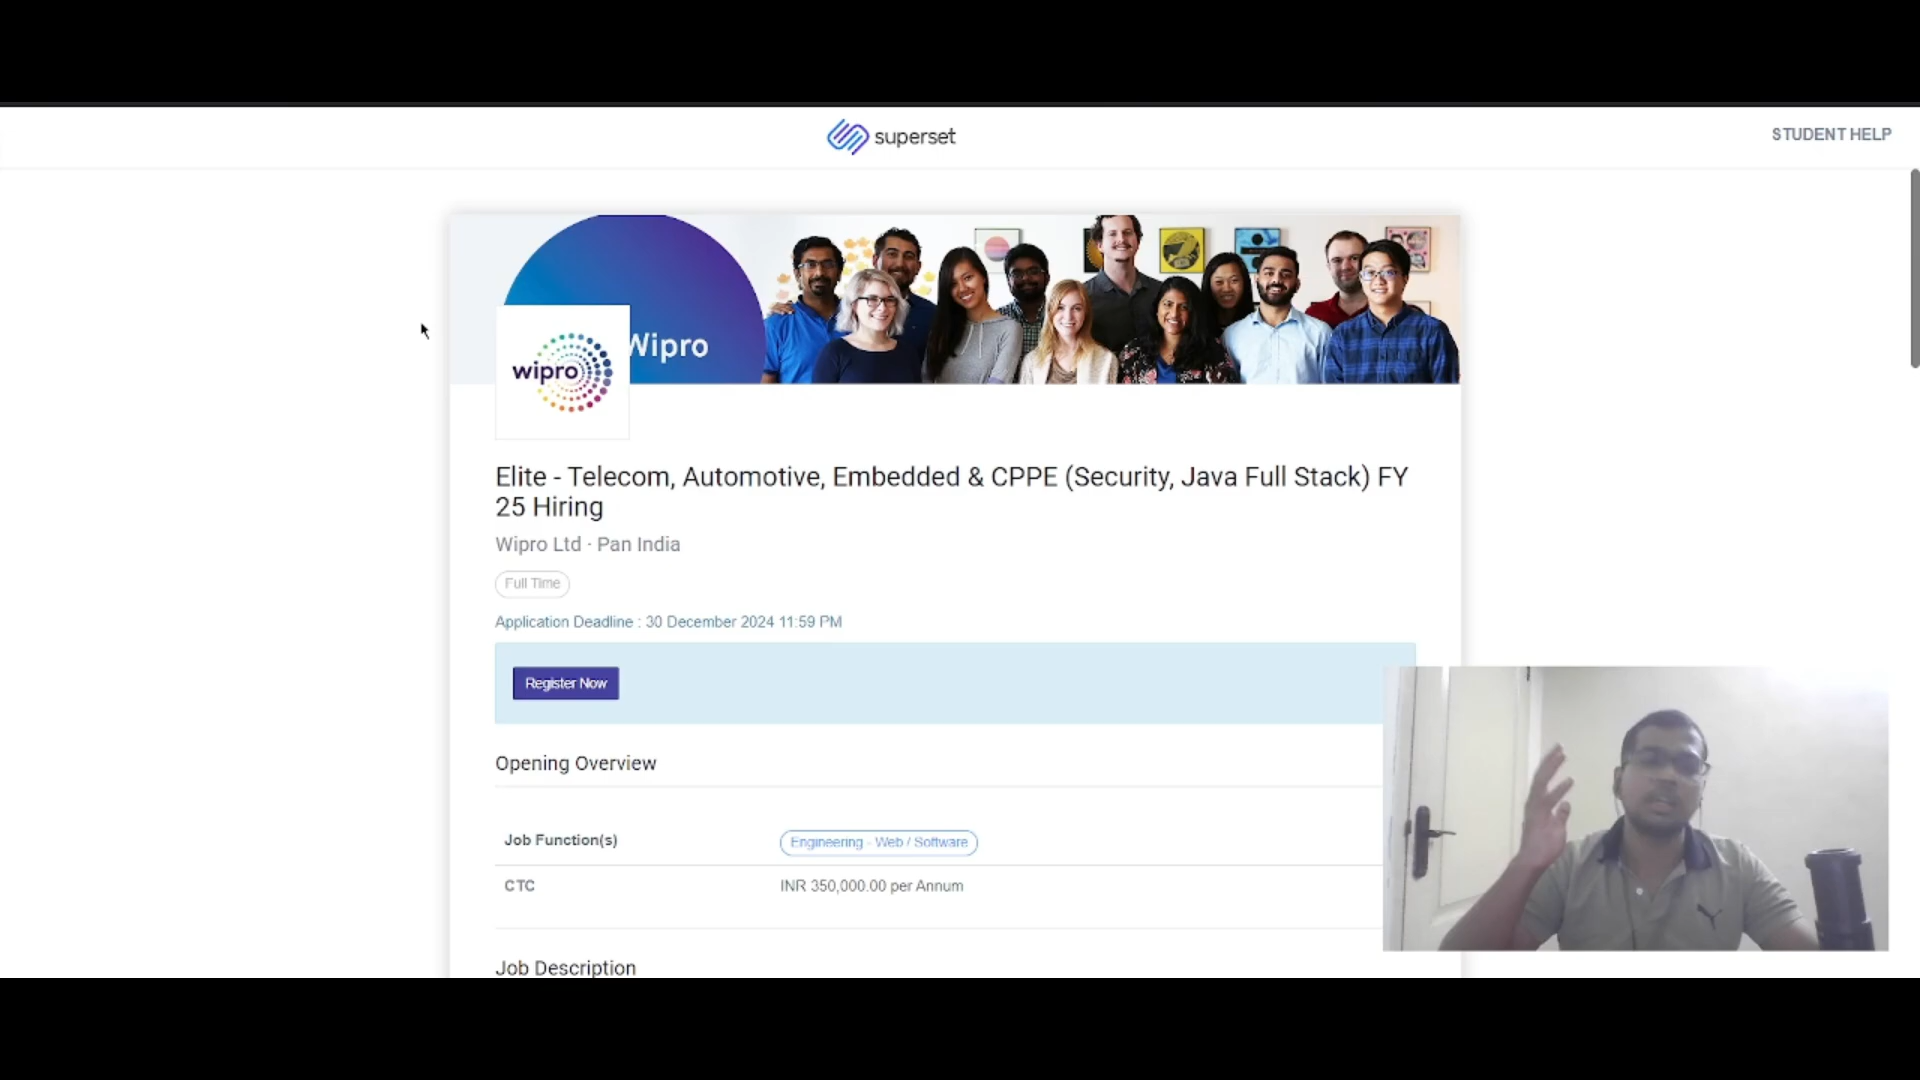 superset
STUDENT HELP
Wipro
wipro
Elite - Telecom, Automotive, Embedded & CPPE (Security, Java Full Stack) FY
25 Hiring
Wipro Ltd · Pan India
Full Time
Application Deadline : 30 December 2024 11:59 PM
Register Now
Opening Overview
Job Function(s)
Engineering - Web / Software
CTC
INR 350,000.00 per Annum
Job Description